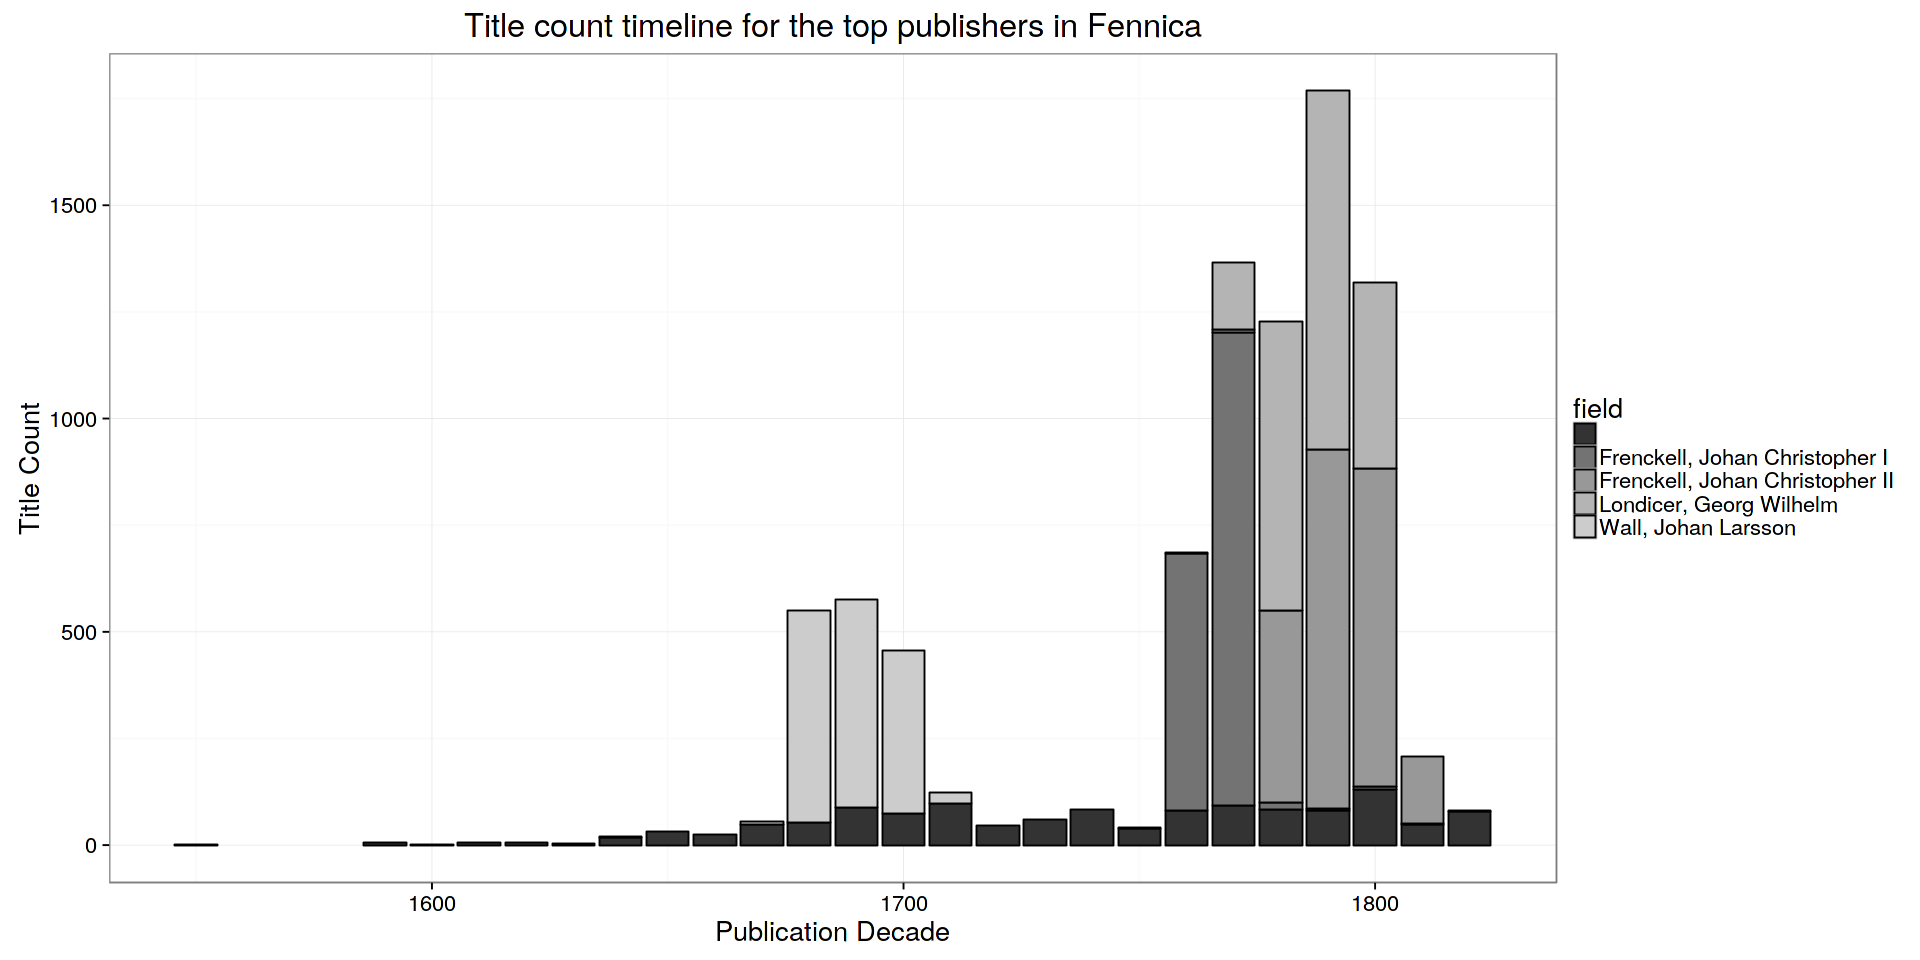 Title count timeline for the top publishers in Fennica
Title Count
1500
1000
500
0
1600
1700
1800
Publication Decade
field
Frenckell, Johan Christopher I
Frenckell, Johan Christopher II
Londicer, Georg Wilhelm
Wall, Johan Larsson